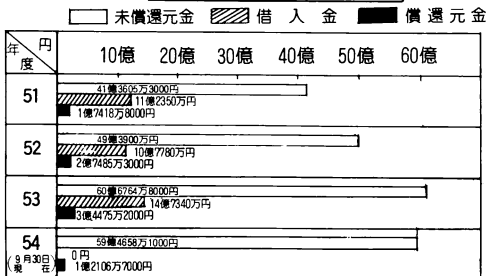 未償還元金 借入金 償還元金
年度 円 10億 20億 30億 40億 50億 60億
51
41億3605万3000円
11億2350万円
1億7418万8000円
52
49億3900万円
10億7780万円
2億7485万3000円
53
60億6764万8000円
14億7340万円
3億4475万2000円
54
(9月30日現在)
59億4658万1000円
0円
1億2106万7000円